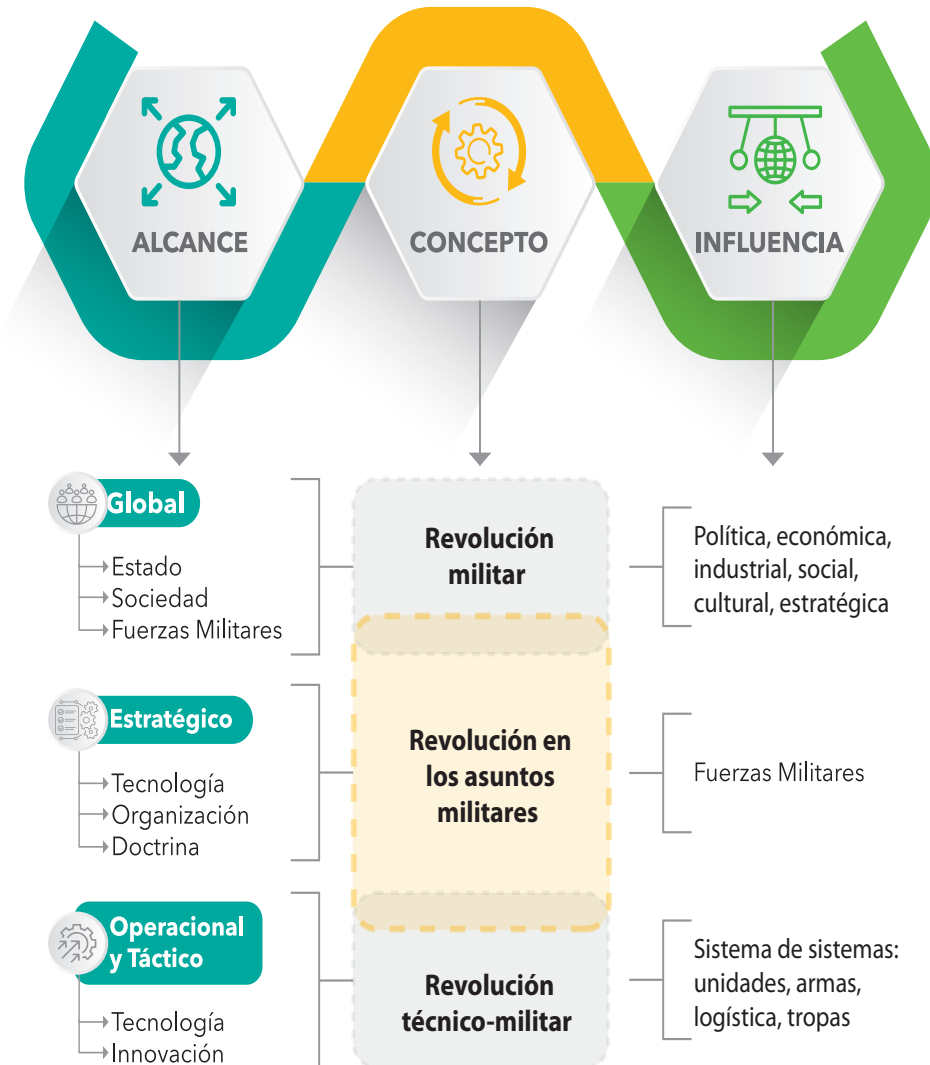 ALCANCE
CONCEPTO
INFLUENCIA
Global
Estado
Sociedad
Fuerzas Militares
Revolución
militar
Política, económica,
industrial, social,
cultural, estratégica
Estratégico
Tecnología
Organización
Doctrina
Revolución en
los asuntos
militares
Fuerzas Militares
Operacional
y Táctico
Tecnología
Innovación
Revolución
técnico-militar
Sistema de sistemas:
unidades, armas,
logística, tropas